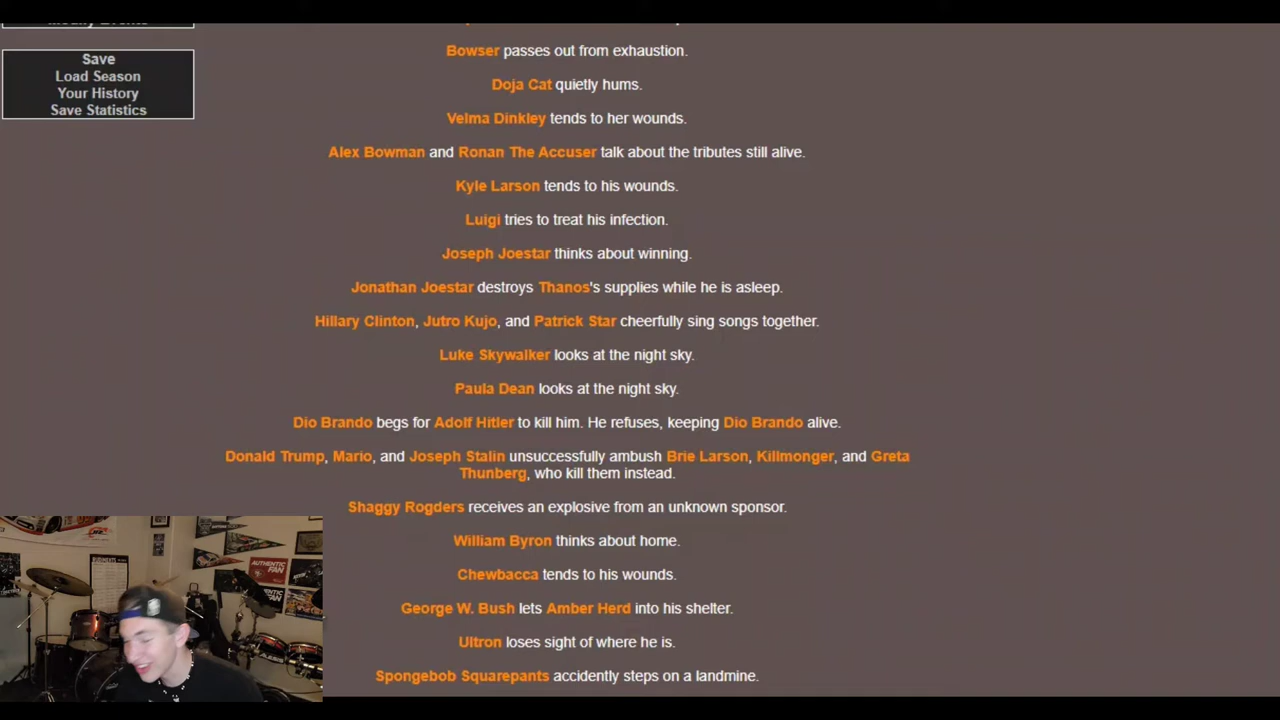 Modify Events
Save
Load Season
Your History
Save Statistics
Bowser passes out from exhaustion.
Doja Cat quietly hums.
Velma Dinkley tends to her wounds.
Alex Bowman and Ronan The Accuser talk about the tributes still alive.
Kyle Larson tends to his wounds.
Luigi tries to treat his infection.
Joseph Joestar thinks about winning.
Jonathan Joestar destroys Thanos's supplies while he is asleep.
Hillary Clinton, Jutro Kujo, and Patrick Star cheerfully sing songs together.
Luke Skywalker looks at the night sky.
Paula Dean looks at the night sky.
Dio Brando begs for Adolf Hitler to kill him. He refuses, keeping Dio Brando alive.
Donald Trump, Mario, and Joseph Stalin unsuccessfully ambush Brie Larson, Killmonger, and Greta
Thunberg, who kill them instead.
Shaggy Rogders receives an explosive from an unknown sponsor.
William Byron thinks about home.
Chewbacca tends to his wounds.
George W. Bush lets Amber Herd into his shelter.
Ultron loses sight of where he is.
Spongebob Squarepants accidently steps on a landmine.
AUTHENTIC
FAN